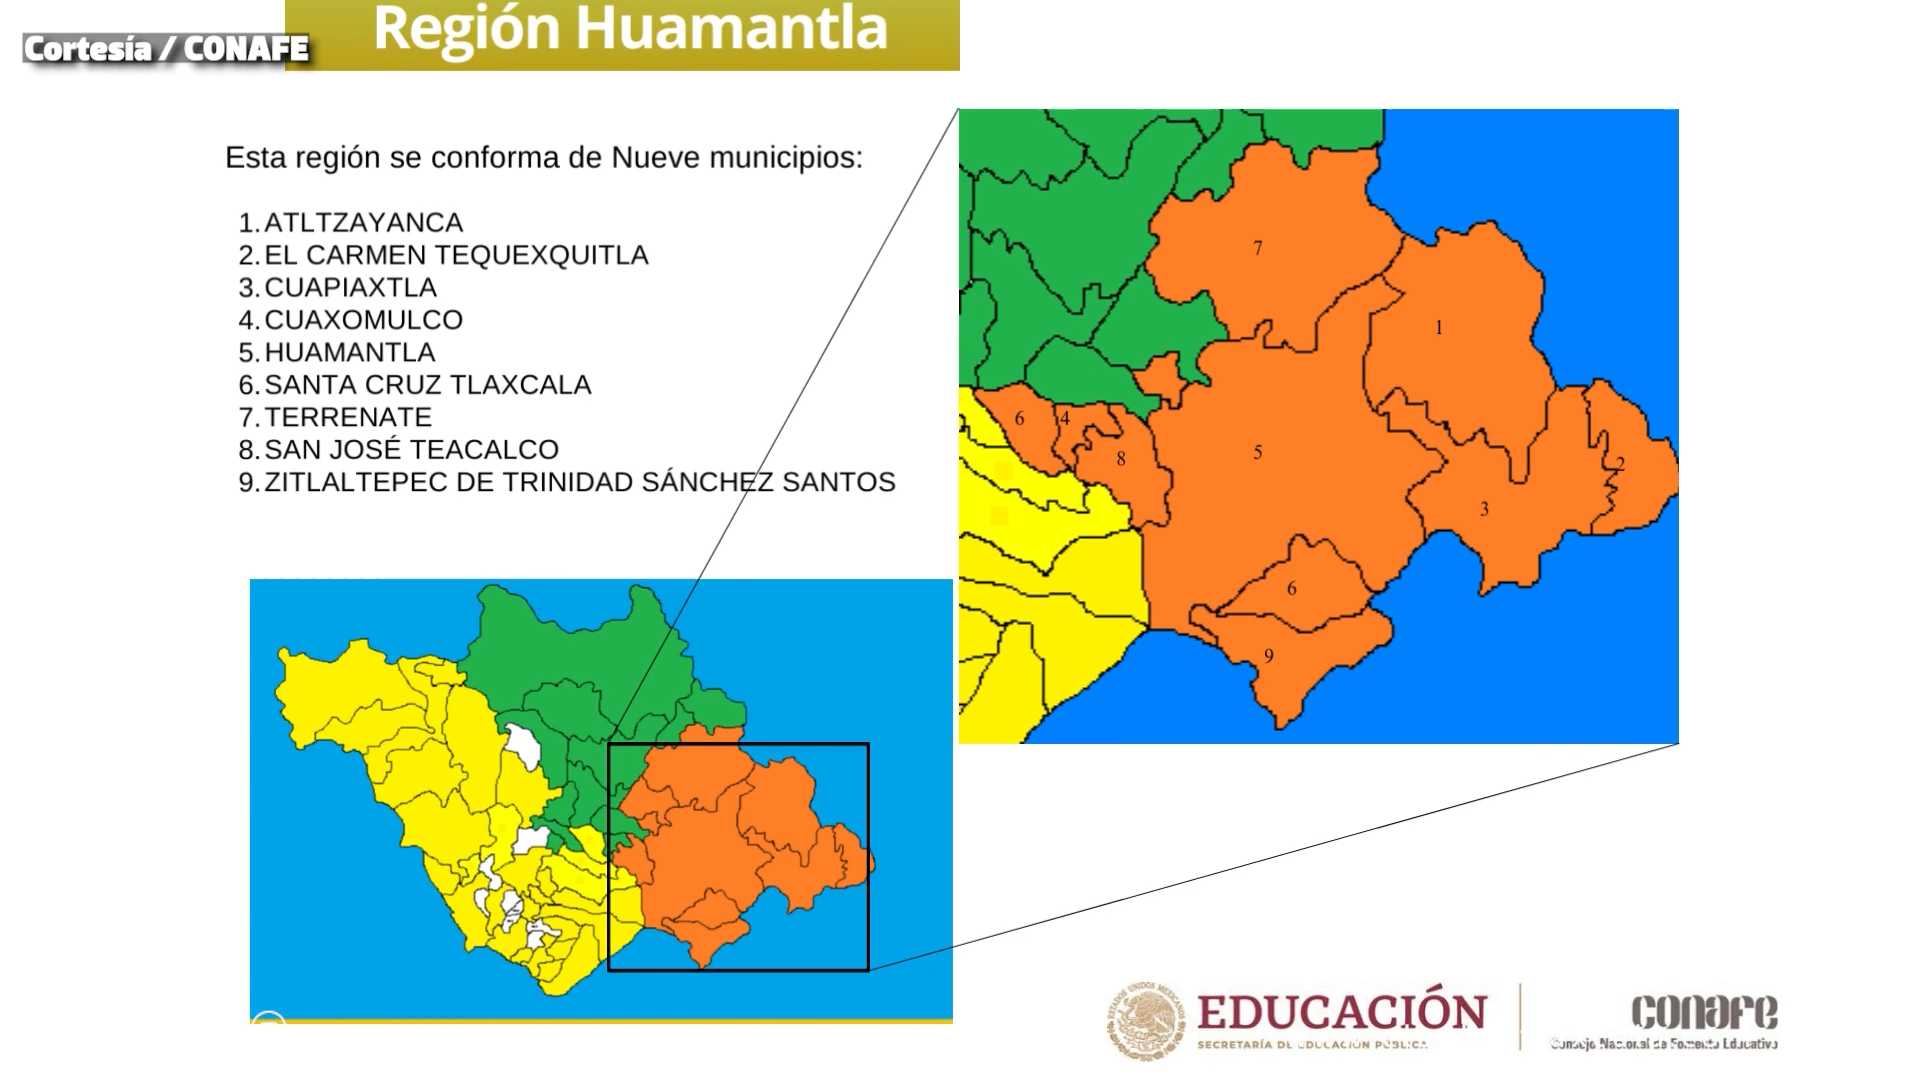 Región Huamantla
Cortesía / CONAFE
Esta región se conforma de Nueve municipios:
1. ATLTZAYANCA
2. EL CARMEN TEQUEXQUITLA
3. CUAPIAXTLA
4. CUAXOMULCO
5. HUAMANTLA
6. SANTA CRUZ TLAXCALA
7. TERRENATE
8. SAN JOSÉ TEACALCO
9. ZITLALTEPEC DE TRINIDAD SÁNCHEZ SANTOS
7
1
6
4
8
5
2
3
6
9
ESTADOS UNIDOS MEXICANOS
EDUCACIÓN
SECRETARÍA DE EDUCACIÓN PÚBLICA
conafe
Consejo Nacional de Fomento Educativo